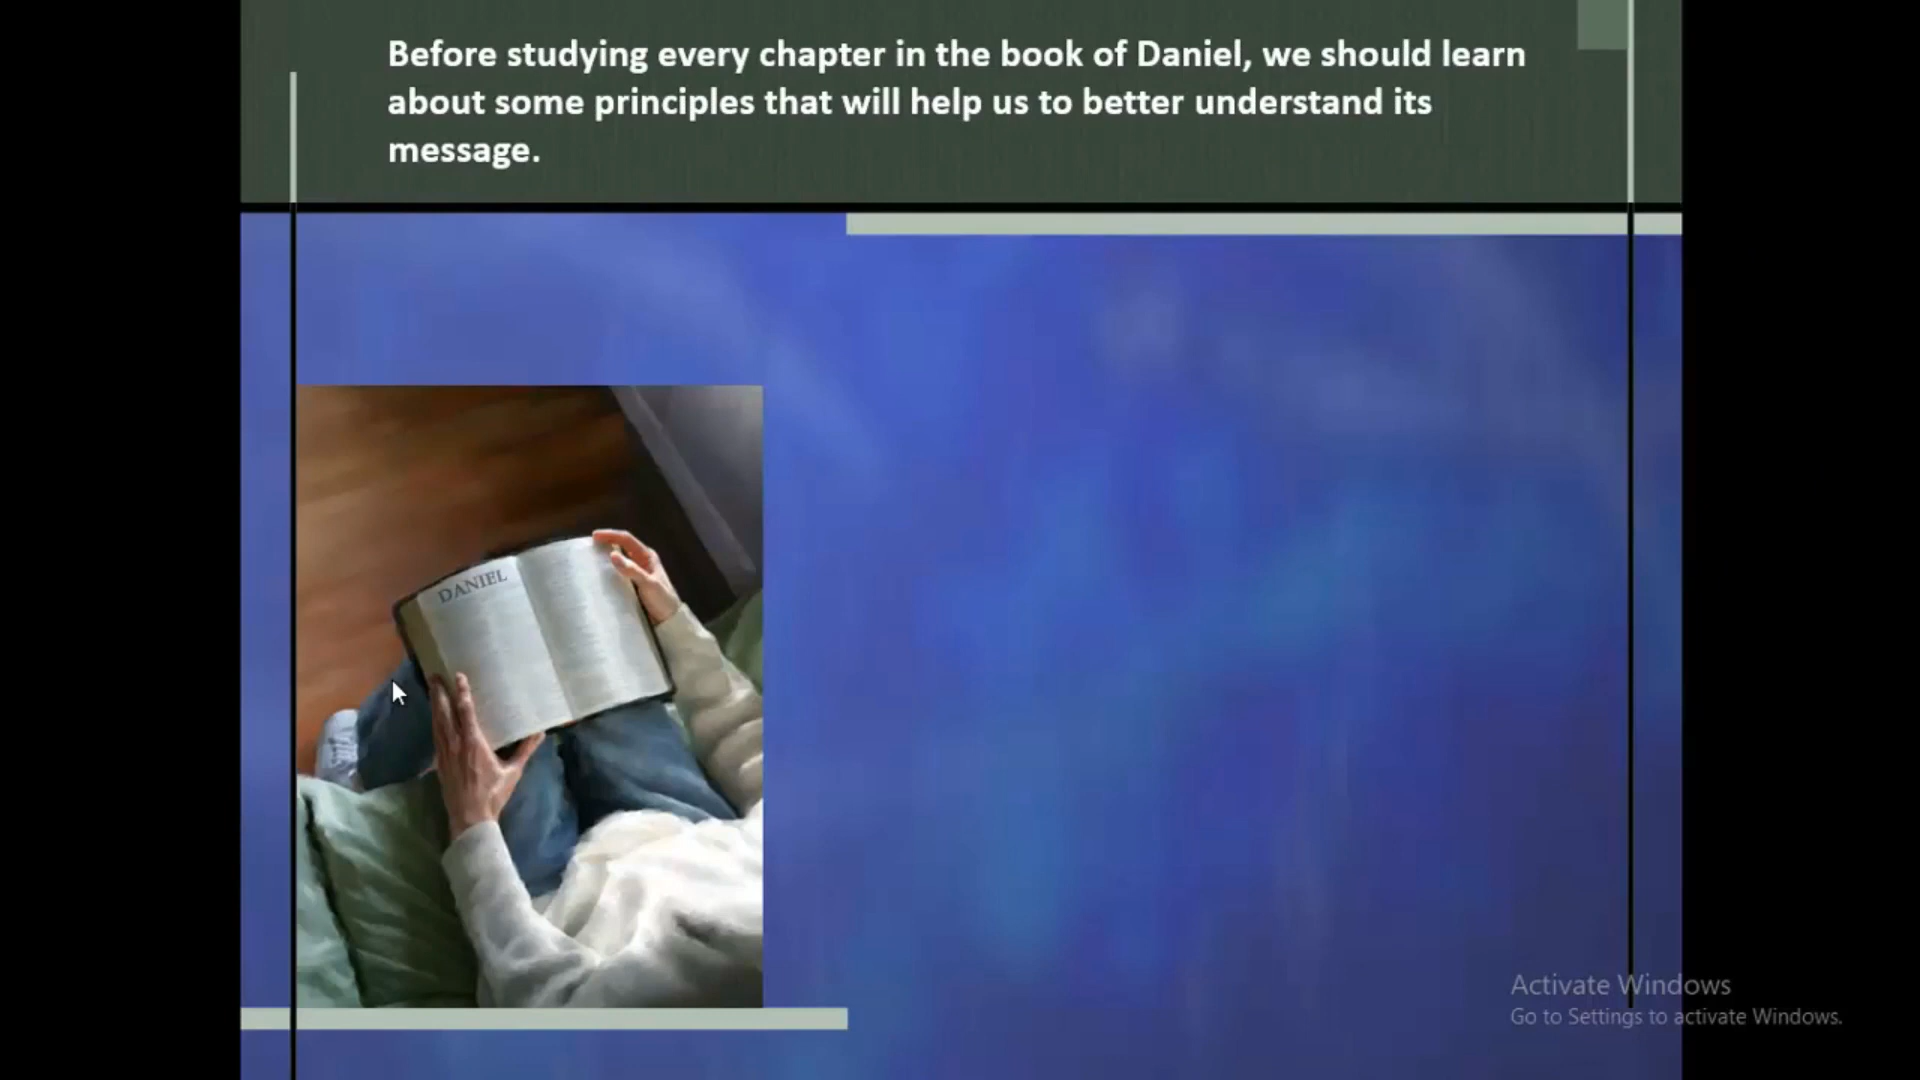 Before studying every chapter in the book of Daniel, we should learn
about some principles that will help us to better understand its
message.
DANIEL
Activate Windows
Go to Settings to activate Windows.